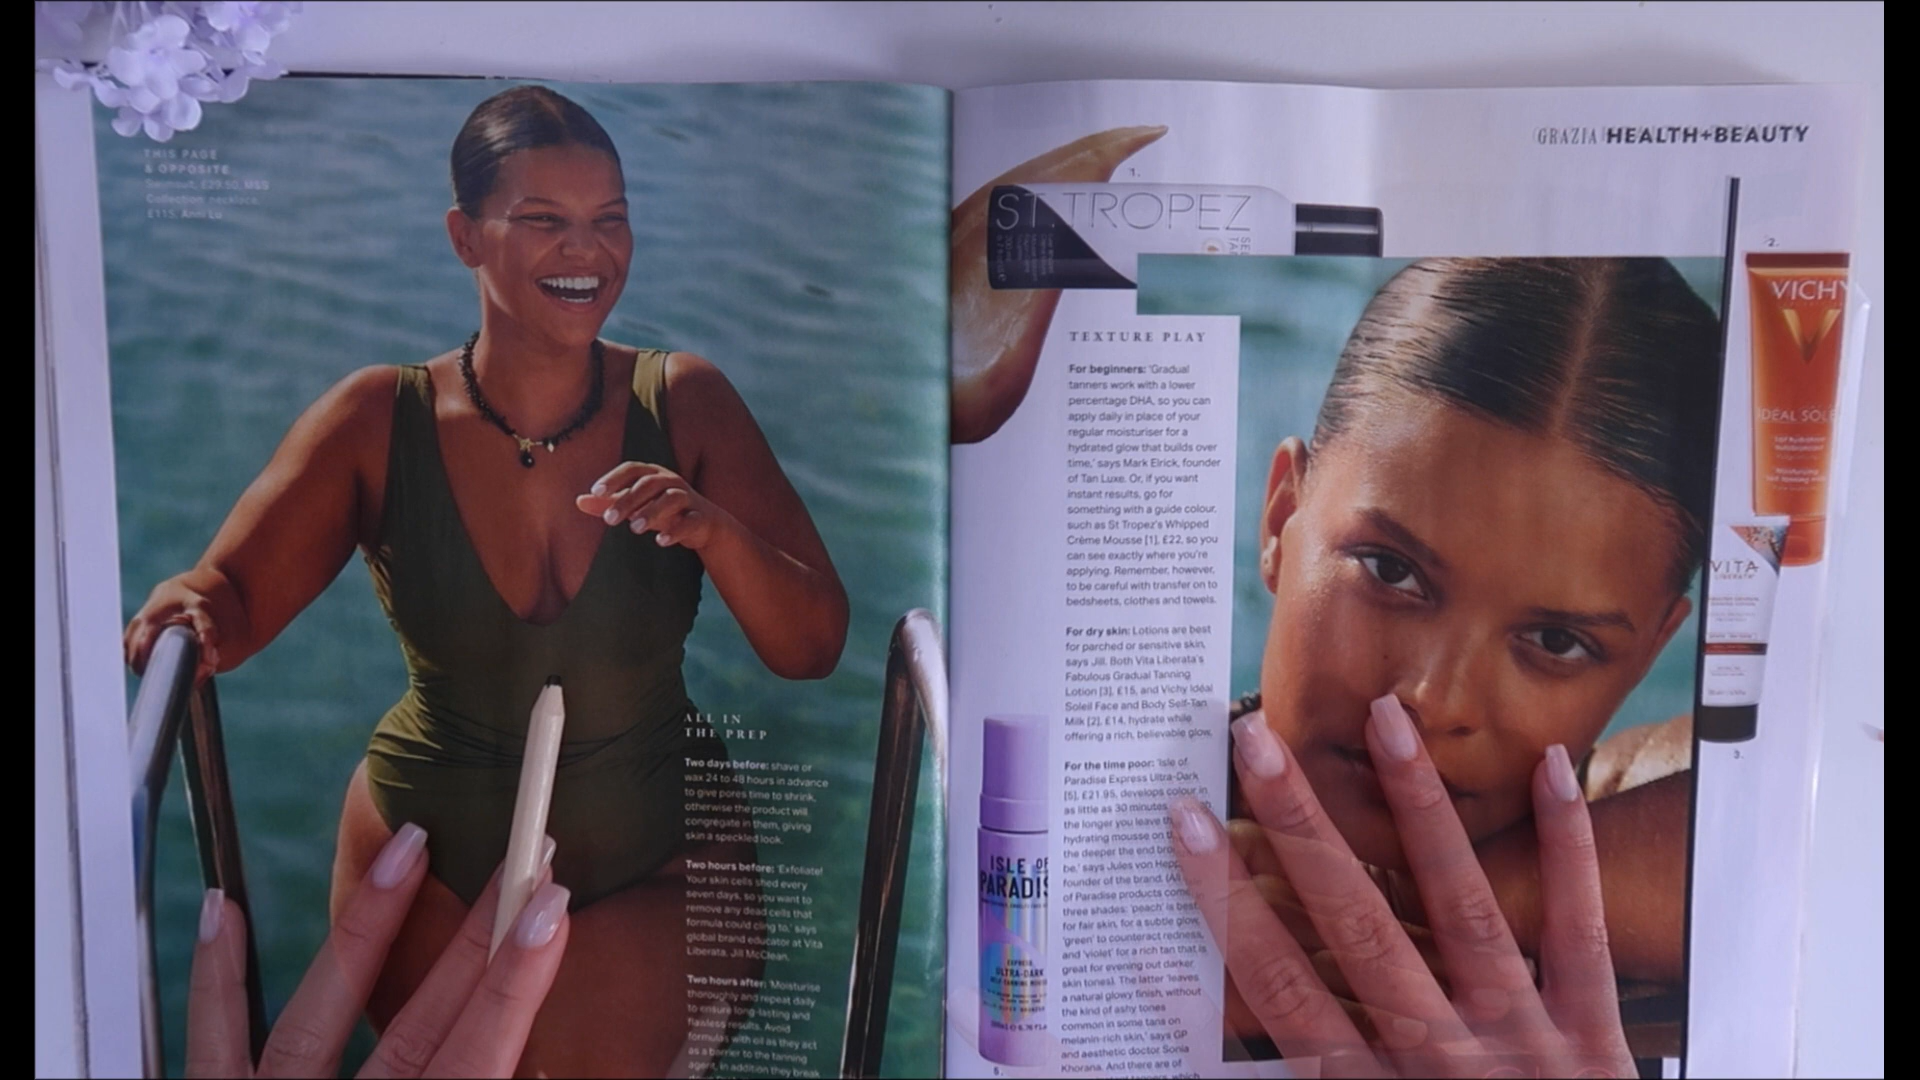 THIS PAGE
& OPPOSITE
Swimsuit, £29.50, M&S
Collection; necklace,
£115, Anni Lu
ALL IN
THE PREP
Two days before: shave or
wax 24 to 48 hours in advance
to give pores time to shrink,
otherwise the product will
congregate in them, giving
skin a speckled look.
Two hours before: 'Exfoliate!
Your skin cells shed every
seven days, so you want to
remove any dead cells that
formula could cling to,' says
global brand educator at Vita
Liberata, Jill McClean.
Two hours after: 'Moisturise
thoroughly and repeat daily
to ensure long-lasting and
flawless results. Avoid
formulas with oil as they act
as a barrier to the tanning
agent, in addition they break
GRAZIA HEALTH+BEAUTY
1.
ST.TROPEZ
TEXTURE PLAY
For beginners: 'Gradual
tanners work with a lower
percentage DHA, so you can
apply daily in place of your
regular moisturiser for a
hydrated glow that builds over
time,' says Mark Elrick, founder
of Tan Luxe. Or, if you want
instant results, go for
something with a guide colour,
such as St Tropez's Whipped
Crème Mousse [1], £22, so you
can see exactly where you're
applying. Remember, however,
to be careful with transfer on to
bedsheets, clothes and towels.
For dry skin: Lotions are best
for parched or sensitive skin,
says Jill. Both Vita Liberata's
Fabulous Gradual Tanning
Lotion [3], £15, and Vichy Idéal
Soleil Face and Body Self-Tan
Milk [2], £14, hydrate while
offering a rich, believable glow.
For the time poor: 'Isle of
Paradise Express Ultra-Dark
[5], £21.95, develops colour in
as little as 30 minutes
the longer you leave
hydrating mousse on
the deeper the end
be,' says Jules von Hepp,
founder of the brand. (All
of Paradise products come
three shades: 'peach' is best
for fair skin, for a subtle glow,
'green' to counteract redness,
and 'violet' for a rich tan that is
great for evening out darker
skin tones). The latter 'leaves
a natural glowy finish, without
the kind of ashy tones
common in some tans on
melanin-rich skin,' says GP
and aesthetic doctor Sonia
Khorana. And there are of
ISLE OF
PARADIS
EXPRESS
ULTRA-DARK
5.
2.
VICHY
IDÉAL SOLE
VITA
LIBERATA
3.